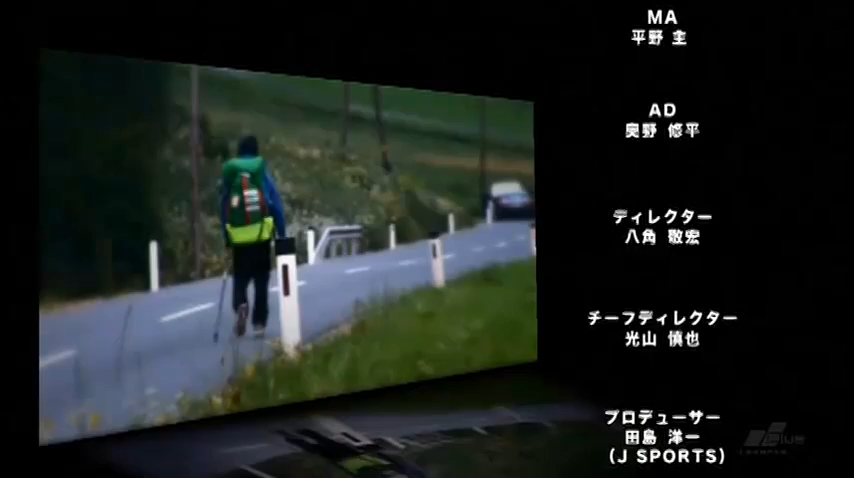 MA
平野 圭
AD
奥野 修平
ディレクター
八角 敬宏
チーフディレクター
光山 慎也
プロデューサー
田島 洋一
(J SPORTS)